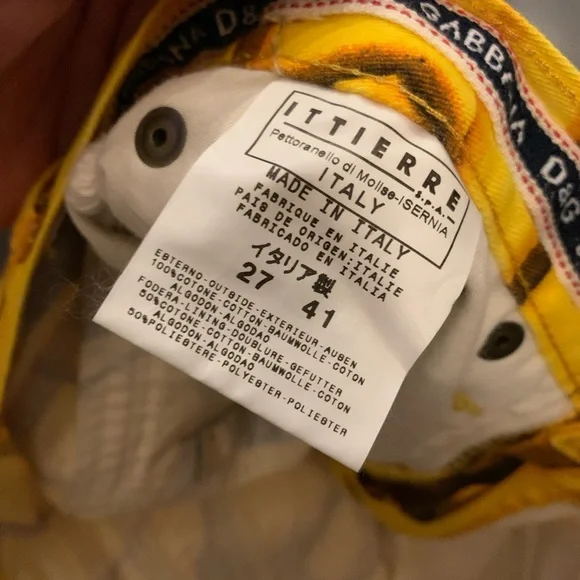 BANA D&G
GABBANA D&G
ITTIERRE
S.P.A.
Pettoranello di Molise-ISERNIA
ITALY
MADE IN ITALY
FABRIQUE EN ITALIE
PAIS DE ORIGEN:ITALIE
FABRICADO EN ITALIA
イタリア製
27 41
ESTERNO-OUTSIDE-EXTERIEUR-AUBEN
100%COTONE-COTTON-BAUMWOLLE-COTON
ALGODON-ALGODAO
FODERA-LINING-DOUBLURE-GEFUTTER
50%COTONE-COTTON-BAUMWOLLE-COTON
ALGODON-ALGODAO
50%POLIESTERE-POLYESTER-POLIESTER